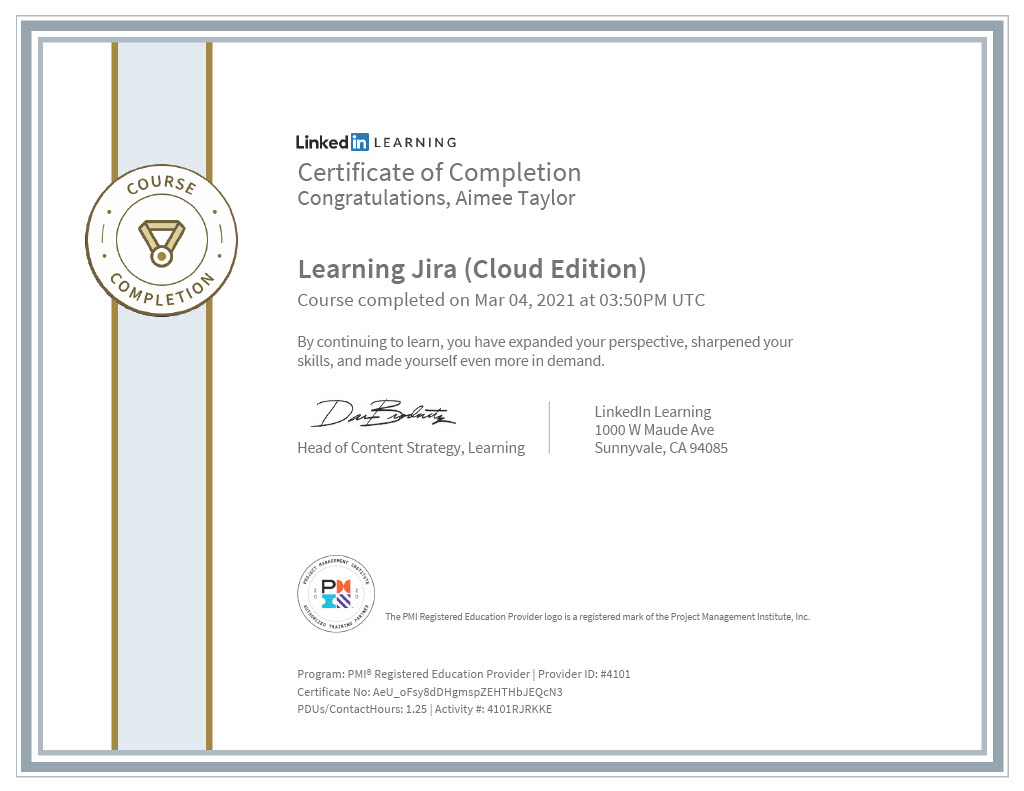 COURSE
COMPLETION
Linkedin LEARNING
Certificate of Completion
Congratulations, Aimee Taylor
Learning Jira (Cloud Edition)
Course completed on Mar 04, 2021 at 03:50PM UTC
By continuing to learn, you have expanded your perspective, sharpened your
skills, and made yourself even more in demand.
Head of Content Strategy, Learning
LinkedIn Learning
1000 W Maude Ave
Sunnyvale, CA 94085
PROJECT MANAGEMENT INSTITUTE
20 20
PMI
AUTHORIZED TRAINING PARTNER
The PMI Registered Education Provider logo is a registered mark of the Project Management Institute, Inc.
Program: PMI® Registered Education Provider | Provider ID: #4101
Certificate No: AeU_oFsy8dDHgmspZEHTHbJEQcN3
PDUs/ContactHours: 1.25 | Activity #: 4101RJRKKE